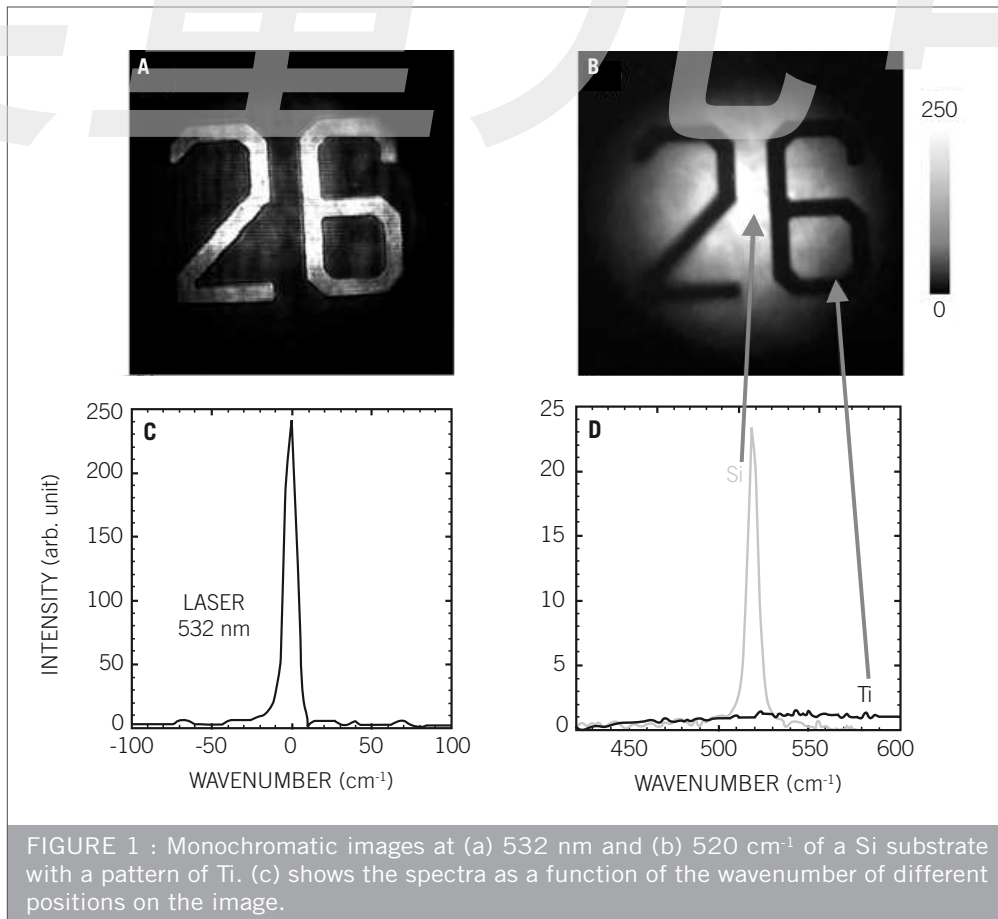 A
B
26
26
250
0
C
D
250
200
150
100
50
0
-100
-50
0
50
100
INTENSITY (arb. unit)
WAVENUMBER (cm-1)
LASER
532 nm
25
20
15
10
5
0
450
500
550
600
WAVENUMBER (cm-1)
Si
Ti
FIGURE 1 : Monochromatic images at (a) 532 nm and (b) 520 cm-1 of a Si substrate
with a pattern of Ti. (c) shows the spectra as a function of the wavenumber of different
positions on the image.